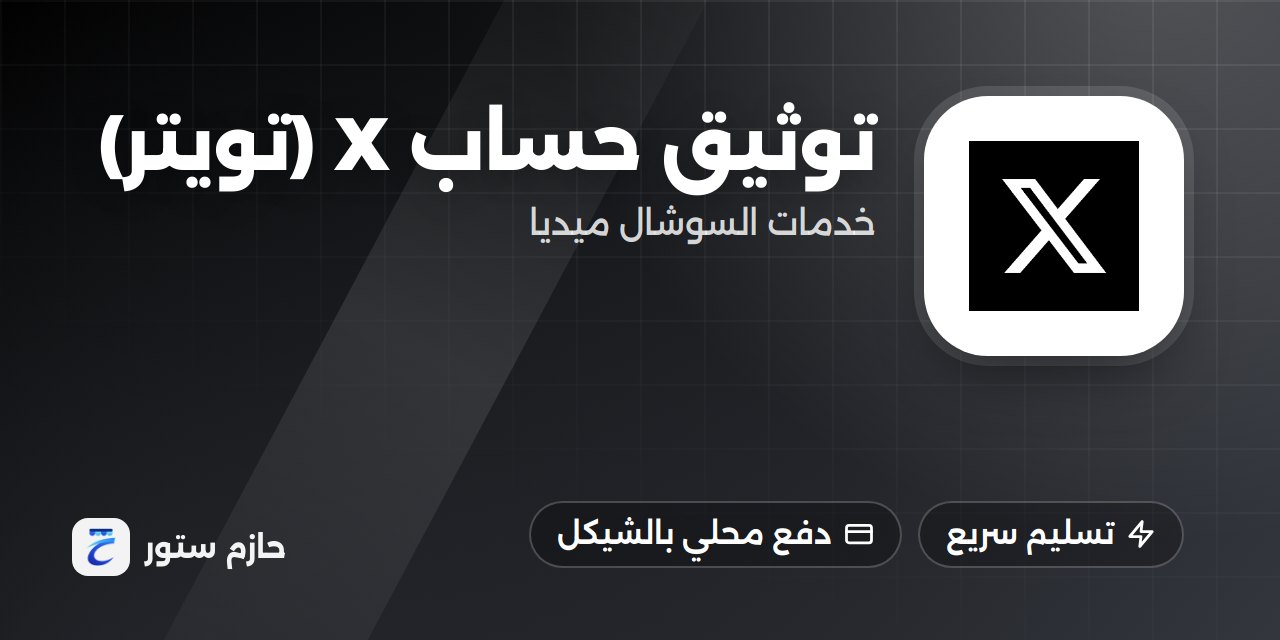 توثيق حساب X (تويتر)
خدمات السوشال ميديا
تسليم سريع
دفع محلي بالشيكل
حازم ستور